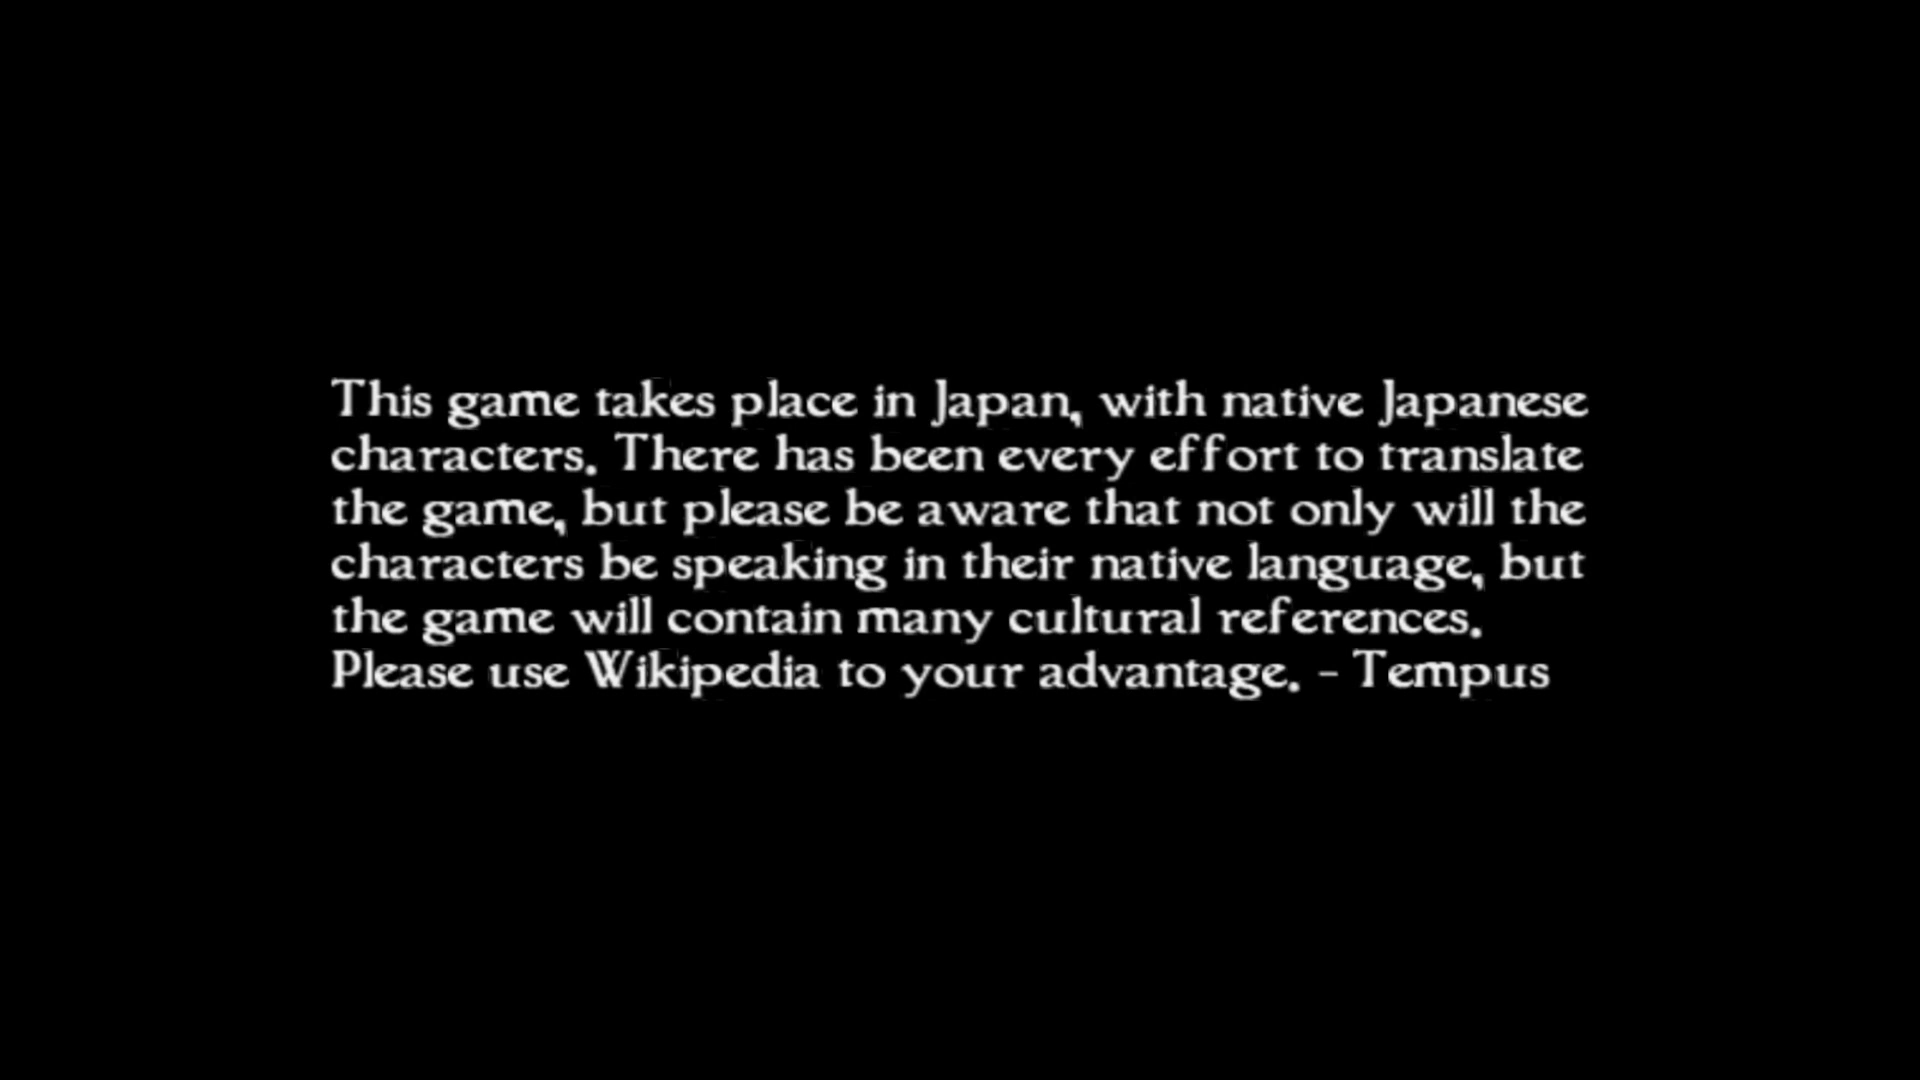 This game takes place in Japan, with native Japanese
characters. There has been every effort to translate
the game, but please be aware that not only will the
characters be speaking in their native language, but
the game will contain many cultural references.
Please use Wikipedia to your advantage. - Tempus